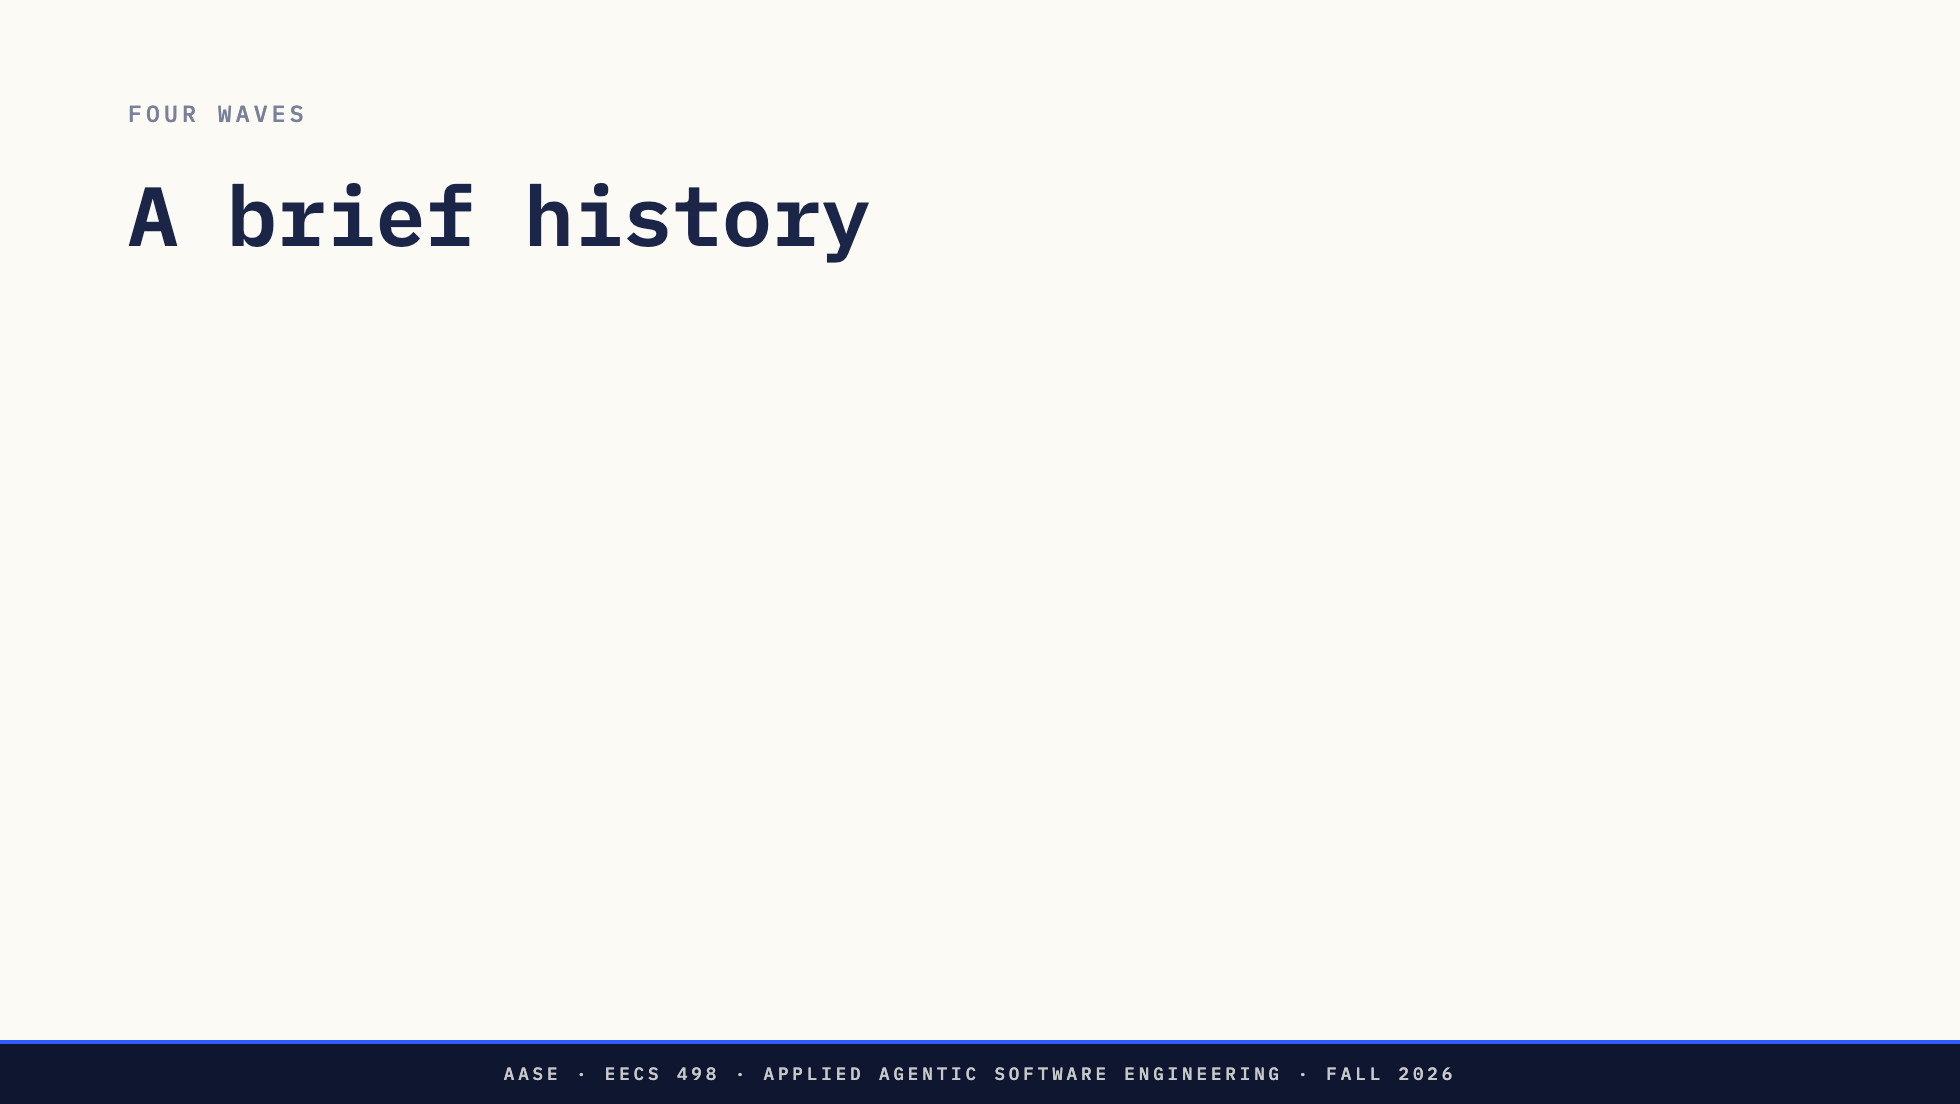 FOUR WAVES
A brief history
AASE · EECS 498 · APPLIED AGENTIC SOFTWARE ENGINEERING · FALL 2026